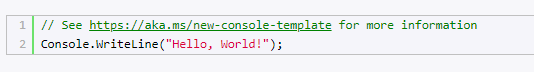 1 // See https://aka.ms/new-console-template for more information
2 Console.WriteLine("Hello, World!");